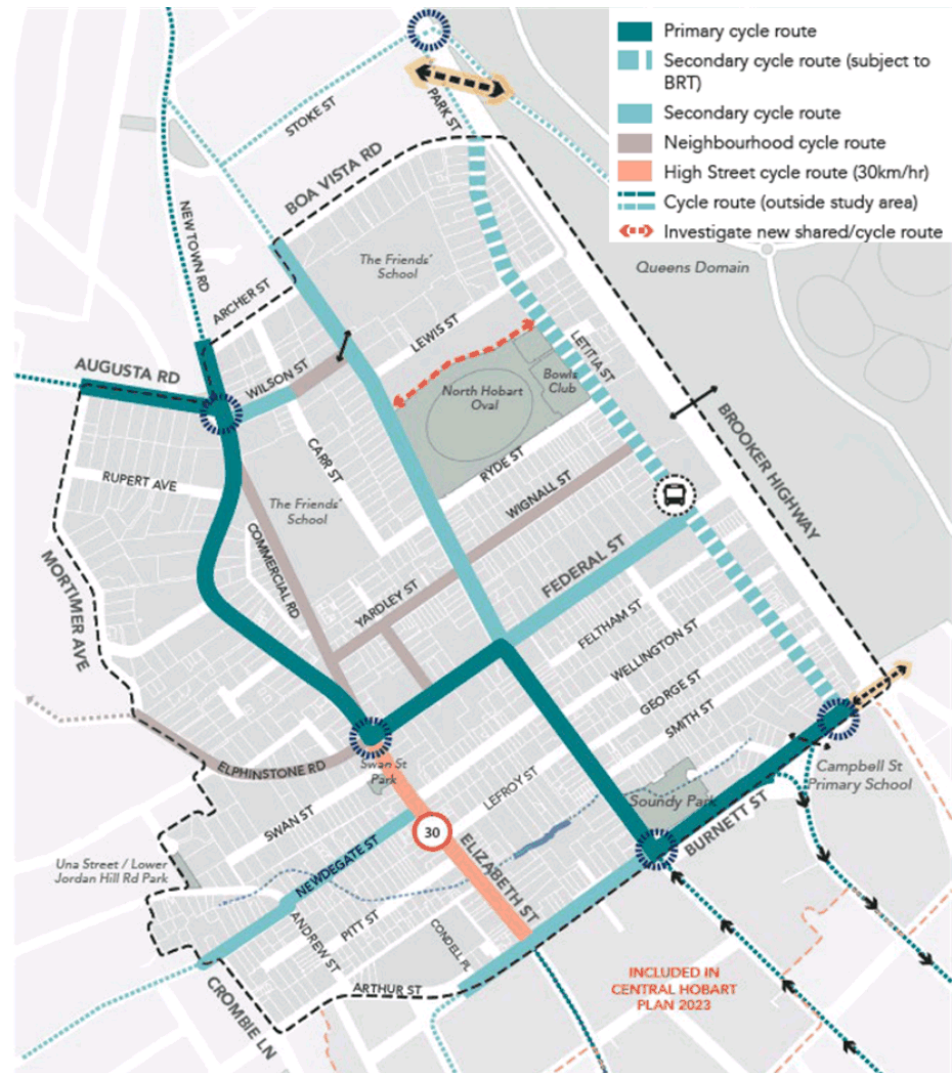 Primary cycle route
Secondary cycle route (subject to
BRT)
Secondary cycle route
Neighbourhood cycle route
High Street cycle route (30km/hr)
Cycle route (outside study area)
Investigate new shared/cycle route
STOKE ST
PARK ST
BOA VISTA RD
NEW TOWN RD
The Friends'
School
Queens Domain
ARCHER ST
LEWIS ST
LETITIA ST
AUGUSTA RD
WILSON ST
North Hobart
Oval
Bowls
Club
BROOKER HIGHWAY
CARR ST
RYDE ST
RUPERT AVE
The Friends'
School
WIGNALL ST
COMMERCIAL RD
FEDERAL ST
MORTIMER AVE
YARDLEY ST
FELTHAM ST
WELLINGTON ST
GEORGE ST
SMITH ST
ELPHINSTONE RD
Swan St
Park
Campbell St
Primary School
LEFROY ST
Soundy Park
SWAN ST
30
BURNETT ST
ELIZABETH ST
NEWDEGATE ST
Una Street / Lower
Jordan Hill Rd Park
PITT ST
ANDREW ST
CONDELL PL
INCLUDED IN
CENTRAL HOBART
PLAN 2023
ARTHUR ST
CROMBIE LN